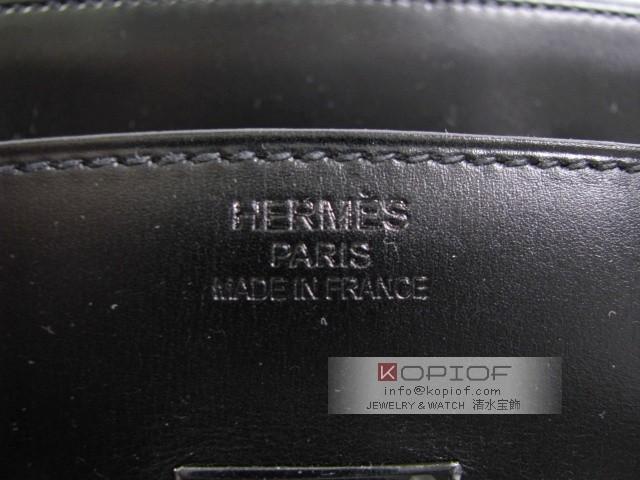 HERMÈS
PARIS
MADE IN FRANCE
KOPIOF
info@kopiof.com
JEWELRY & WATCH 清水宝飾